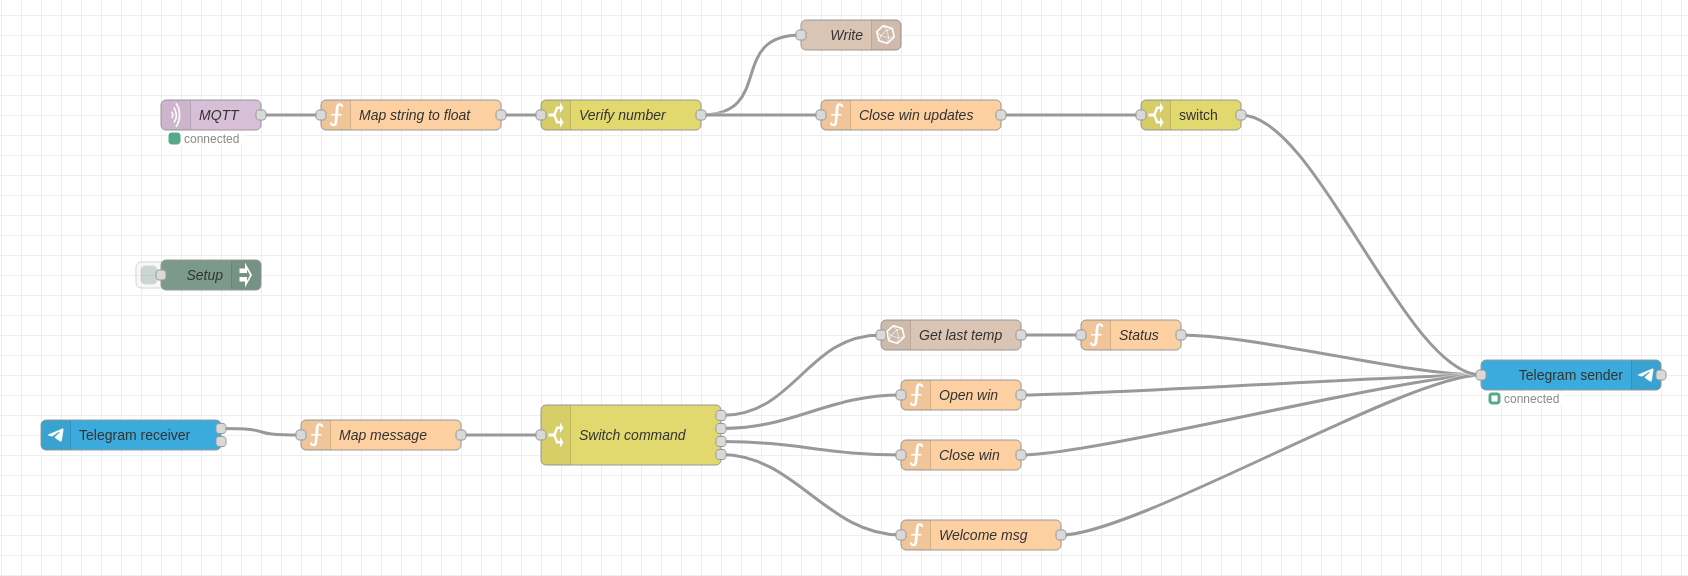 Write
MQTT
Map string to float
Verify number
Close win updates
switch
connected
Setup
Get last temp
Status
Telegram sender
connected
Open win
Telegram receiver
Map message
Switch command
Close win
Welcome msg